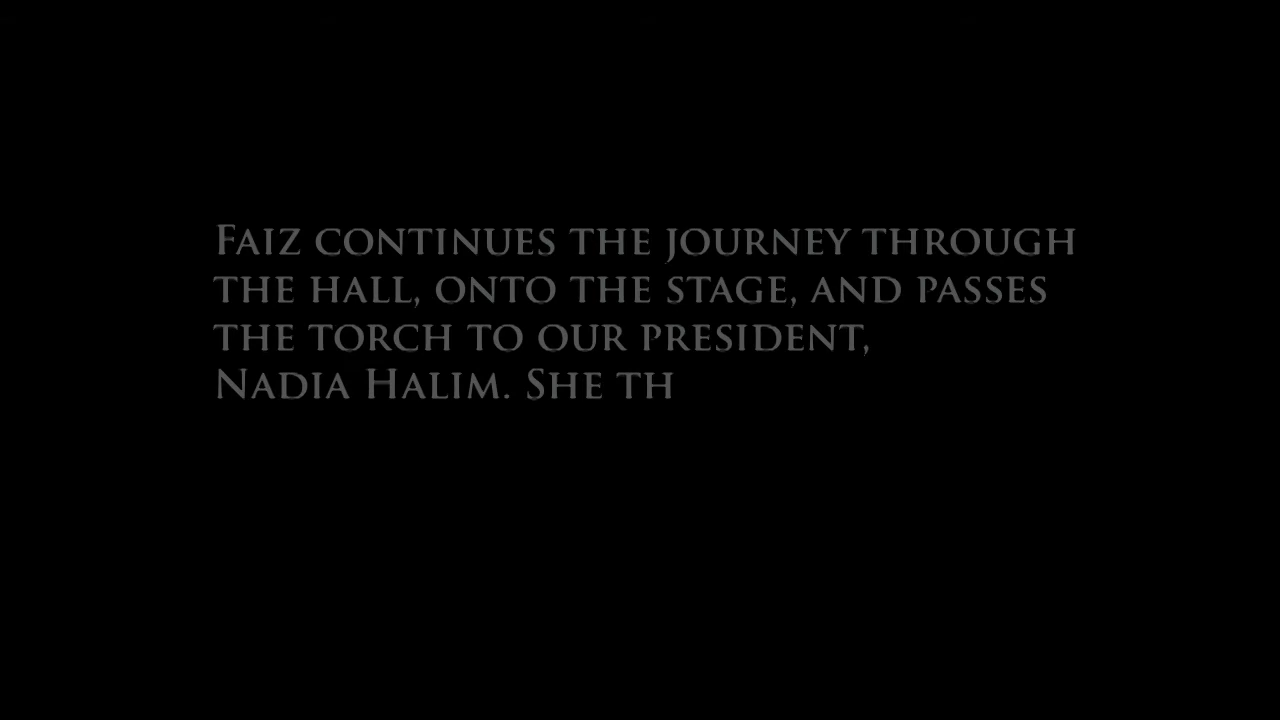 Faiz continues the journey through
the hall, onto the stage, and passes
the torch to our president,
Nadia Halim. She th